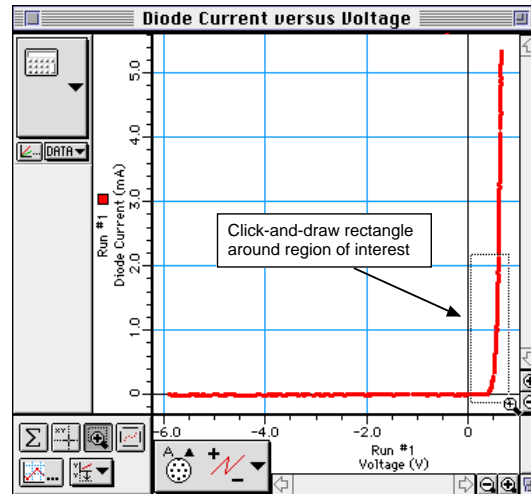 Diode Current versus Voltage
DATA
Run #1
Diode Current (mA)
5.0
4.0
3.0
2.0
1.0
0
Click-and-draw rectangle
around region of interest
-6.0
-4.0
-2.0
0
Run #1
Voltage (V)
Σ
XY
A